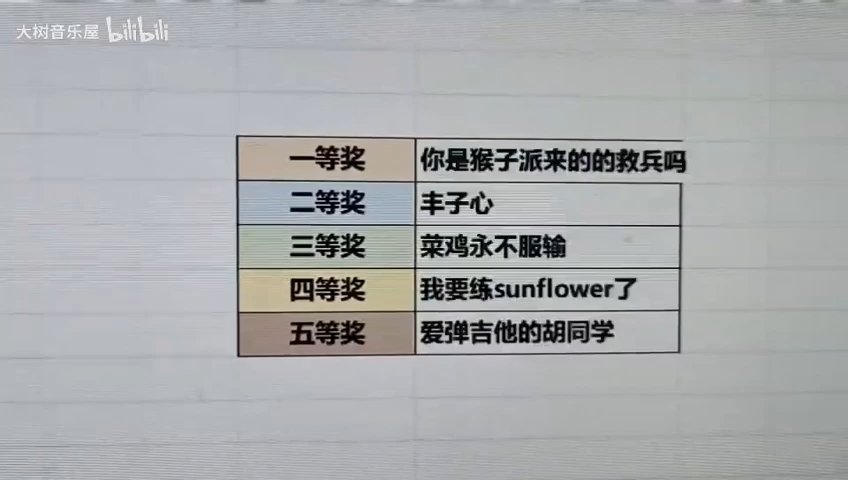 大树音乐屋 bilibili
一等奖 你是猴子派来的的救兵吗
二等奖 丰子心
三等奖 菜鸡永不服输
四等奖 我要练sunflower了
五等奖 爱弹吉他的胡同学